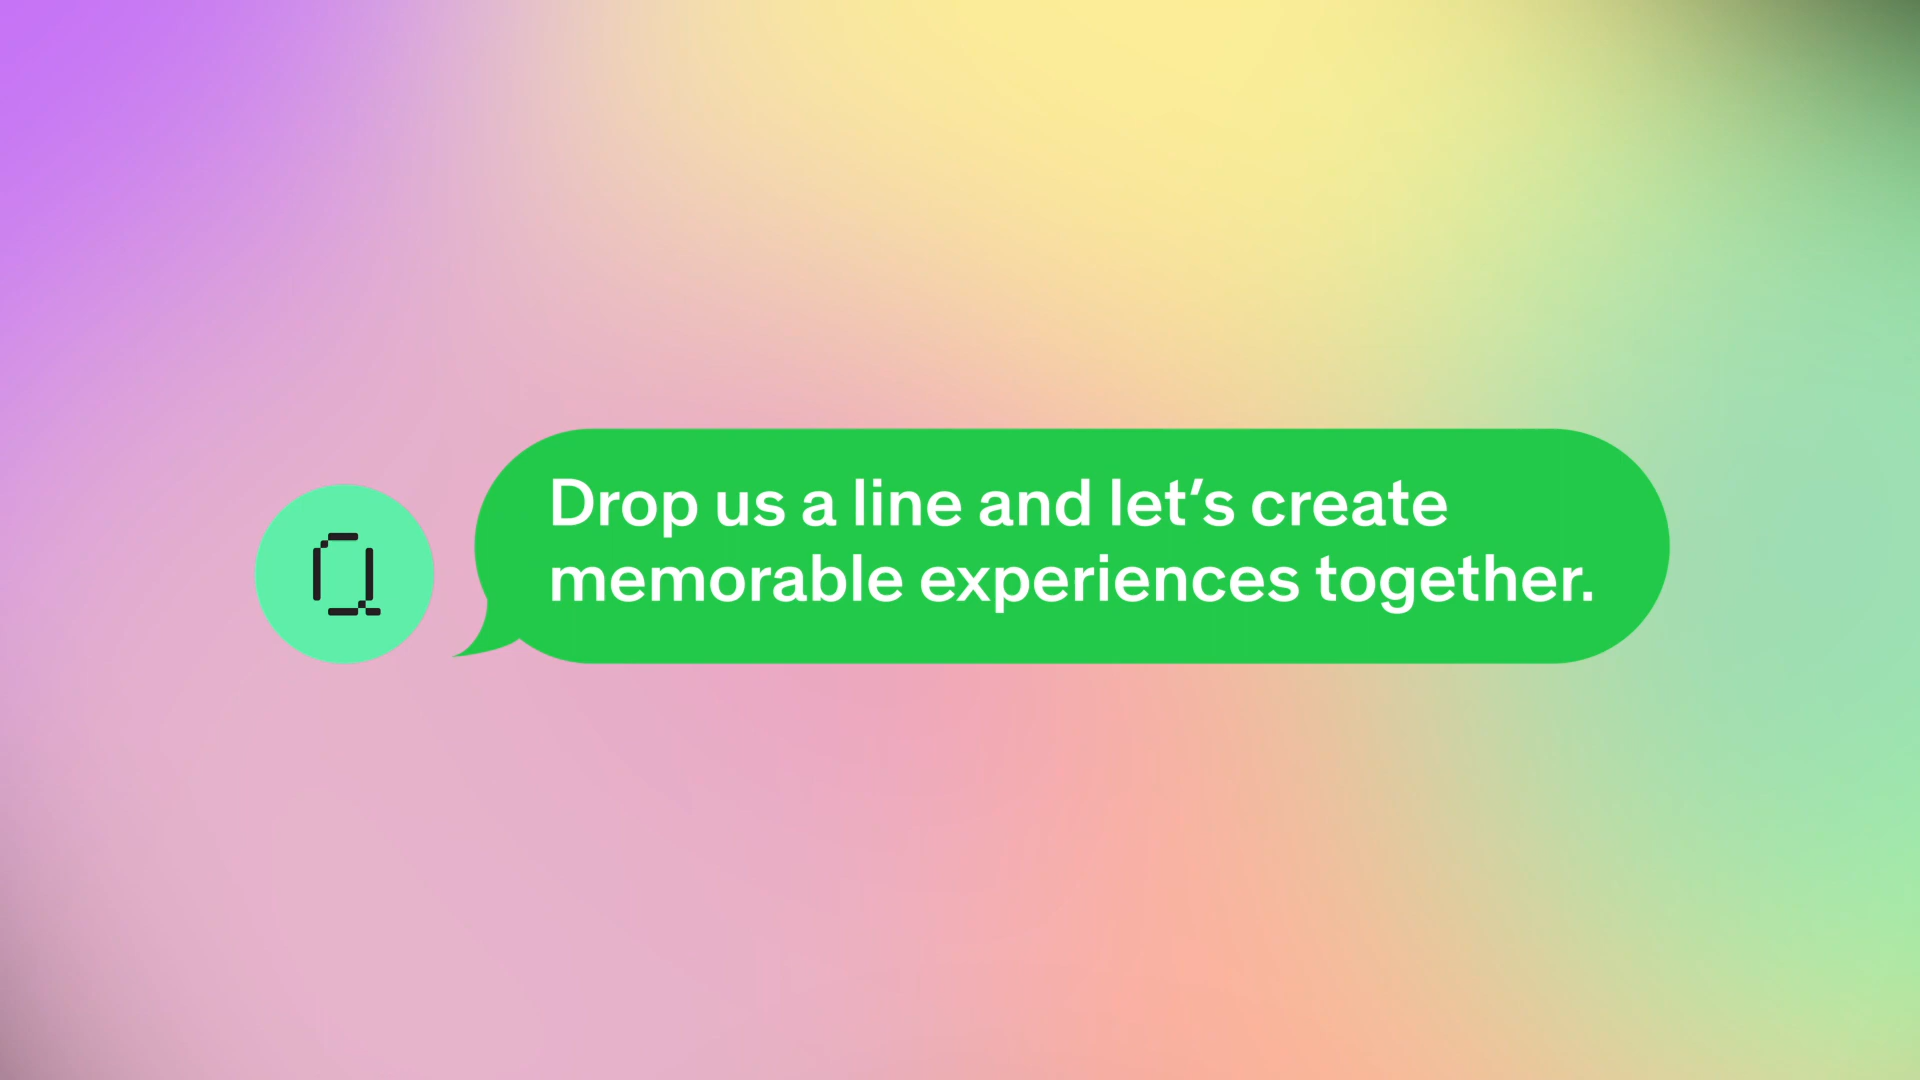 Q
Drop us a line and let’s create
memorable experiences together.